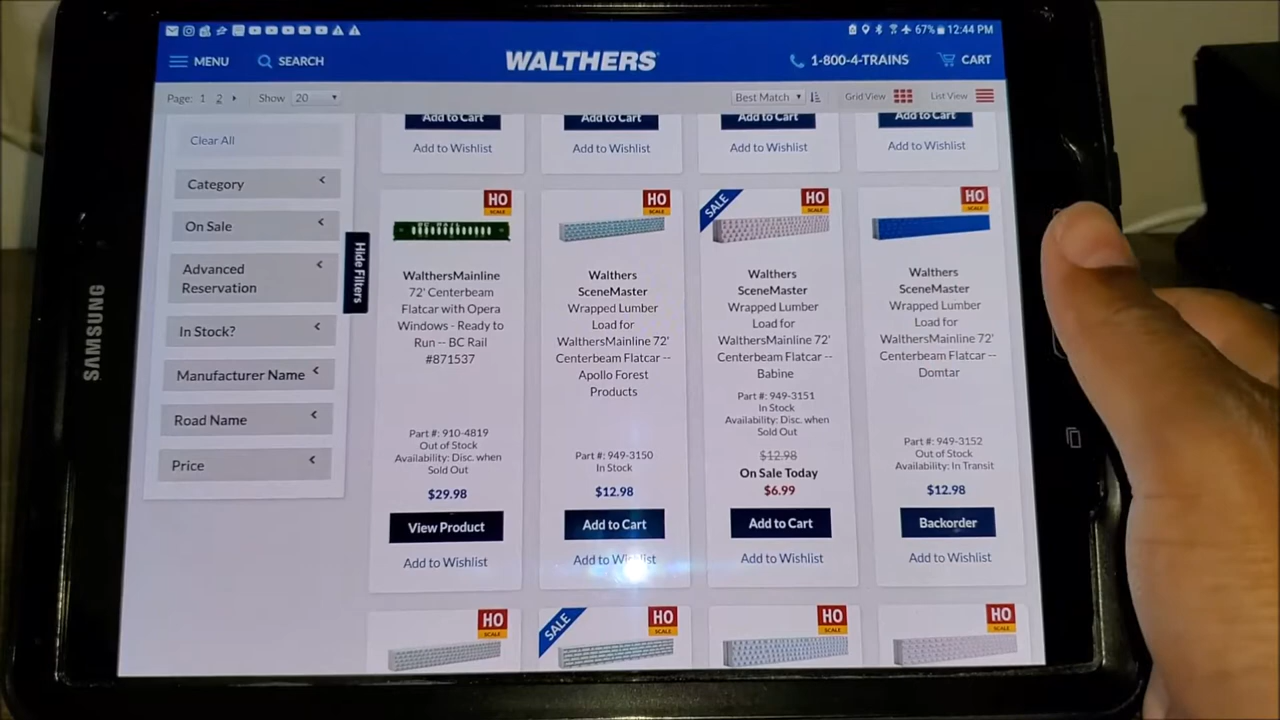 67% 12:44 PM
MENU SEARCH WALTHERS 1-800-4-TRAINS CART
Page: 1 2 Show 20 Best Match Grid View List View
Clear All
Category
On Sale
Advanced
Reservation
In Stock?
Manufacturer Name
Road Name
Price
Hide Filters
SAMSUNG
Add to Cart
Add to Wishlist
Add to Cart
Add to Wishlist
Add to Cart
Add to Wishlist
Add to Cart
Add to Wishlist
HO
SCALE
WalthersMainline
72' Centerbeam
Flatcar with Opera
Windows - Ready to
Run -- BC Rail
#871537
Part #: 910-4819
Out of Stock
Availability: Disc. when
Sold Out
$29.98
View Product
Add to Wishlist
HO
SCALE
Walthers
SceneMaster
Wrapped Lumber
Load for
WalthersMainline 72'
Centerbeam Flatcar --
Apollo Forest
Products
Part #: 949-3150
In Stock
$12.98
Add to Cart
Add to Wishlist
SALE
HO
SCALE
Walthers
SceneMaster
Wrapped Lumber
Load for
WalthersMainline 72'
Centerbeam Flatcar --
Babine
Part #: 949-3151
In Stock
Availability: Disc. when
Sold Out
$12.98
On Sale Today
$6.99
Add to Cart
Add to Wishlist
HO
SCALE
Walthers
SceneMaster
Wrapped Lumber
Load for
WalthersMainline 72'
Centerbeam Flatcar --
Domtar
Part #: 949-3152
Out of Stock
Availability: In Transit
$12.98
Backorder
Add to Wishlist
HO
SCALE
SALE
HO
SCALE
HO
SCALE
HO
SCALE